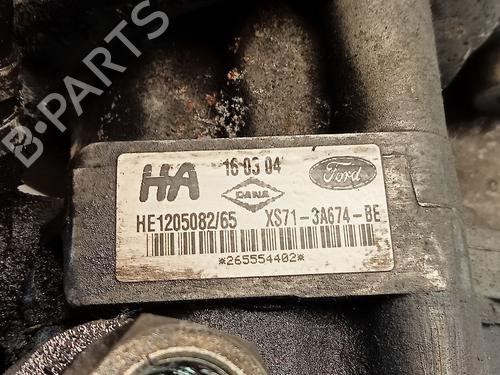 B-PARTS
HA
16 03 04
DANA
Ford
HE1205082/65 XS71-3A674-BE
*265554402*